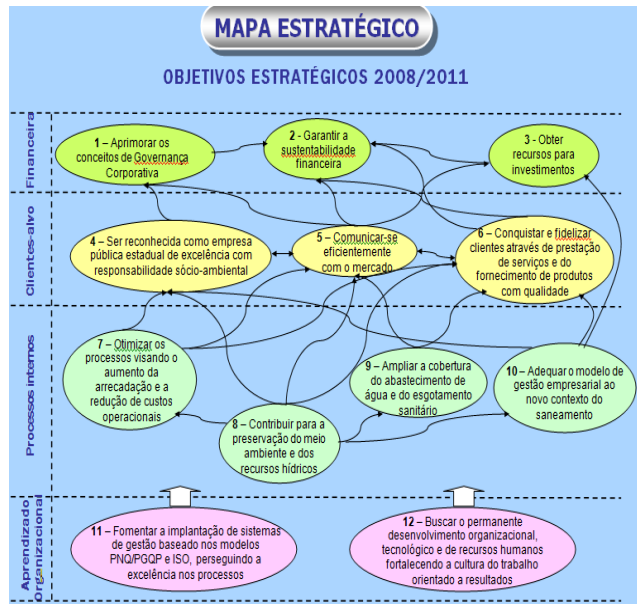 MAPA ESTRATÉGICO
OBJETIVOS ESTRATÉGICOS 2008/2011
Financeira
1 – Aprimorar os
conceitos de Governança
Corporativa
2 - Garantir a
sustentabilidade
financeira
3 - Obter
recursos para
investimentos
Clientes-alvo
4 – Ser reconhecida como empresa
pública estadual de excelência com
responsabilidade sócio-ambiental
5 – Comunicar-se
eficientemente
com o mercado
6 – Conquistar e fidelizar
clientes através de prestação
de serviços e do
fornecimento de produtos
com qualidade
Processos internos
7 – Otimizar os
processos visando o
aumento da
arrecadação e a
redução de custos
operacionais
8 – Contribuir para a
preservação do meio
ambiente e dos
recursos hídricos
9 – Ampliar a cobertura
do abastecimento de
água e do esgotamento
sanitário
10 – Adequar o modelo de
gestão empresarial ao
novo contexto do
saneamento
Aprendizado
Organizacional
11 – Fomentar a implantação de sistemas
de gestão baseado nos modelos
PNQ/PGQP e ISO, perseguindo a
excelência nos processos
12 – Buscar o permanente
desenvolvimento organizacional,
tecnológico e de recursos humanos
fortalecendo a cultura do trabalho
orientado a resultados